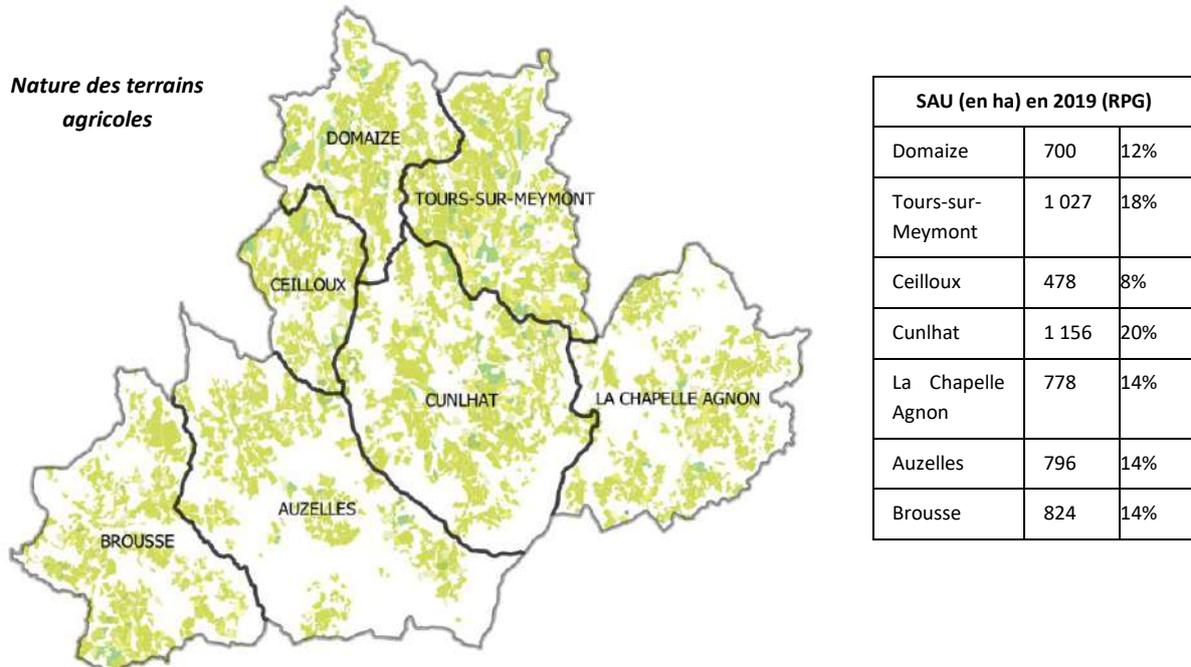 Nature des terrains
agricoles
DOMAIZE
TOURS-SUR-MEYMONT
CEILLOUX
CUNLHAT
LA CHAPELLE AGNON
AUZELLES
BROUSSE
SAU (en ha) en 2019 (RPG)
Domaize 700 12%
Tours-sur-
Meymont 1 027 18%
Ceilloux 478 8%
Cunlhat 1 156 20%
La Chapelle
Agnon 778 14%
Auzelles 796 14%
Brousse 824 14%